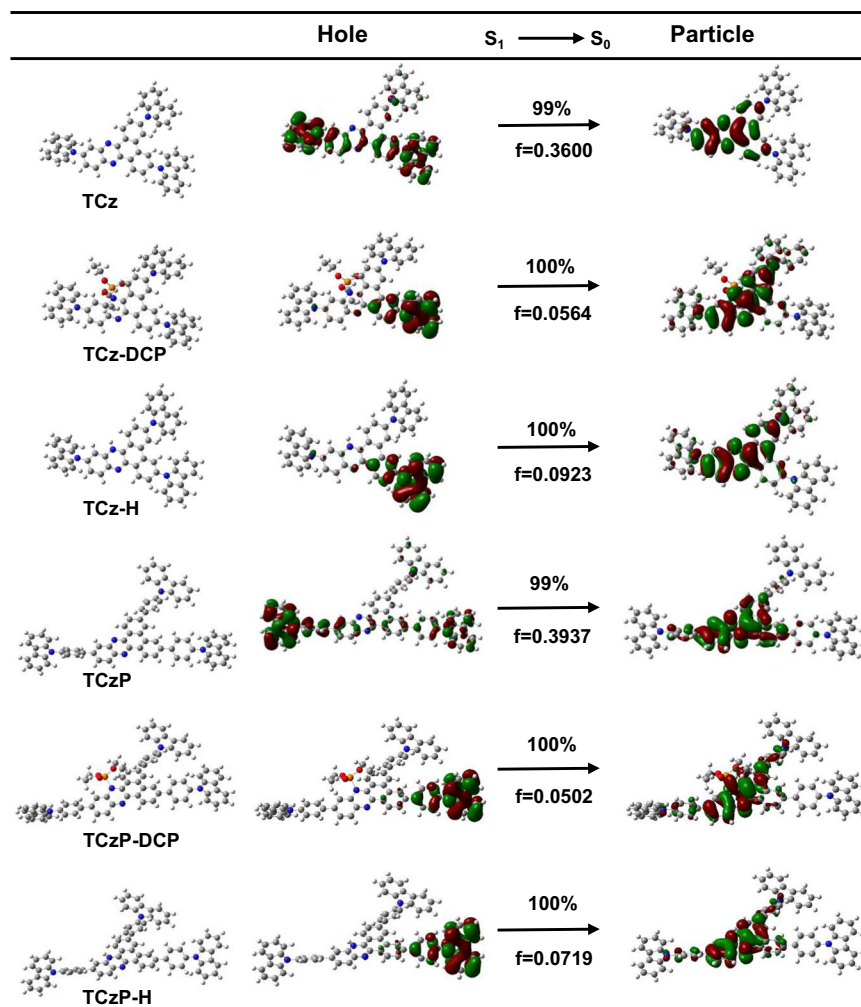 Hole S₁ → S₀ Particle
99%
f=0.3600
TCz
100%
f=0.0564
TCz-DCP
100%
f=0.0923
TCz-H
99%
f=0.3937
TCzP
100%
f=0.0502
TCzP-DCP
100%
f=0.0719
TCzP-H